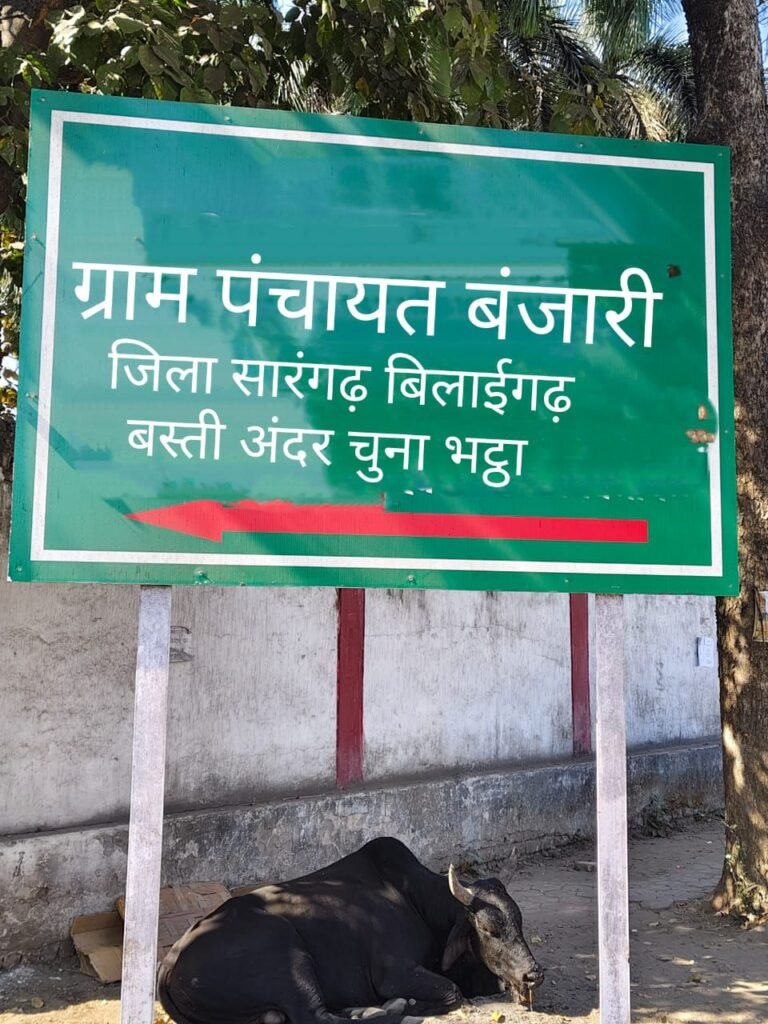 ग्राम पंचायत बंजारी
जिला सारंगढ़ बिलाईगढ़
बस्ती अंदर चुना भट्ठा